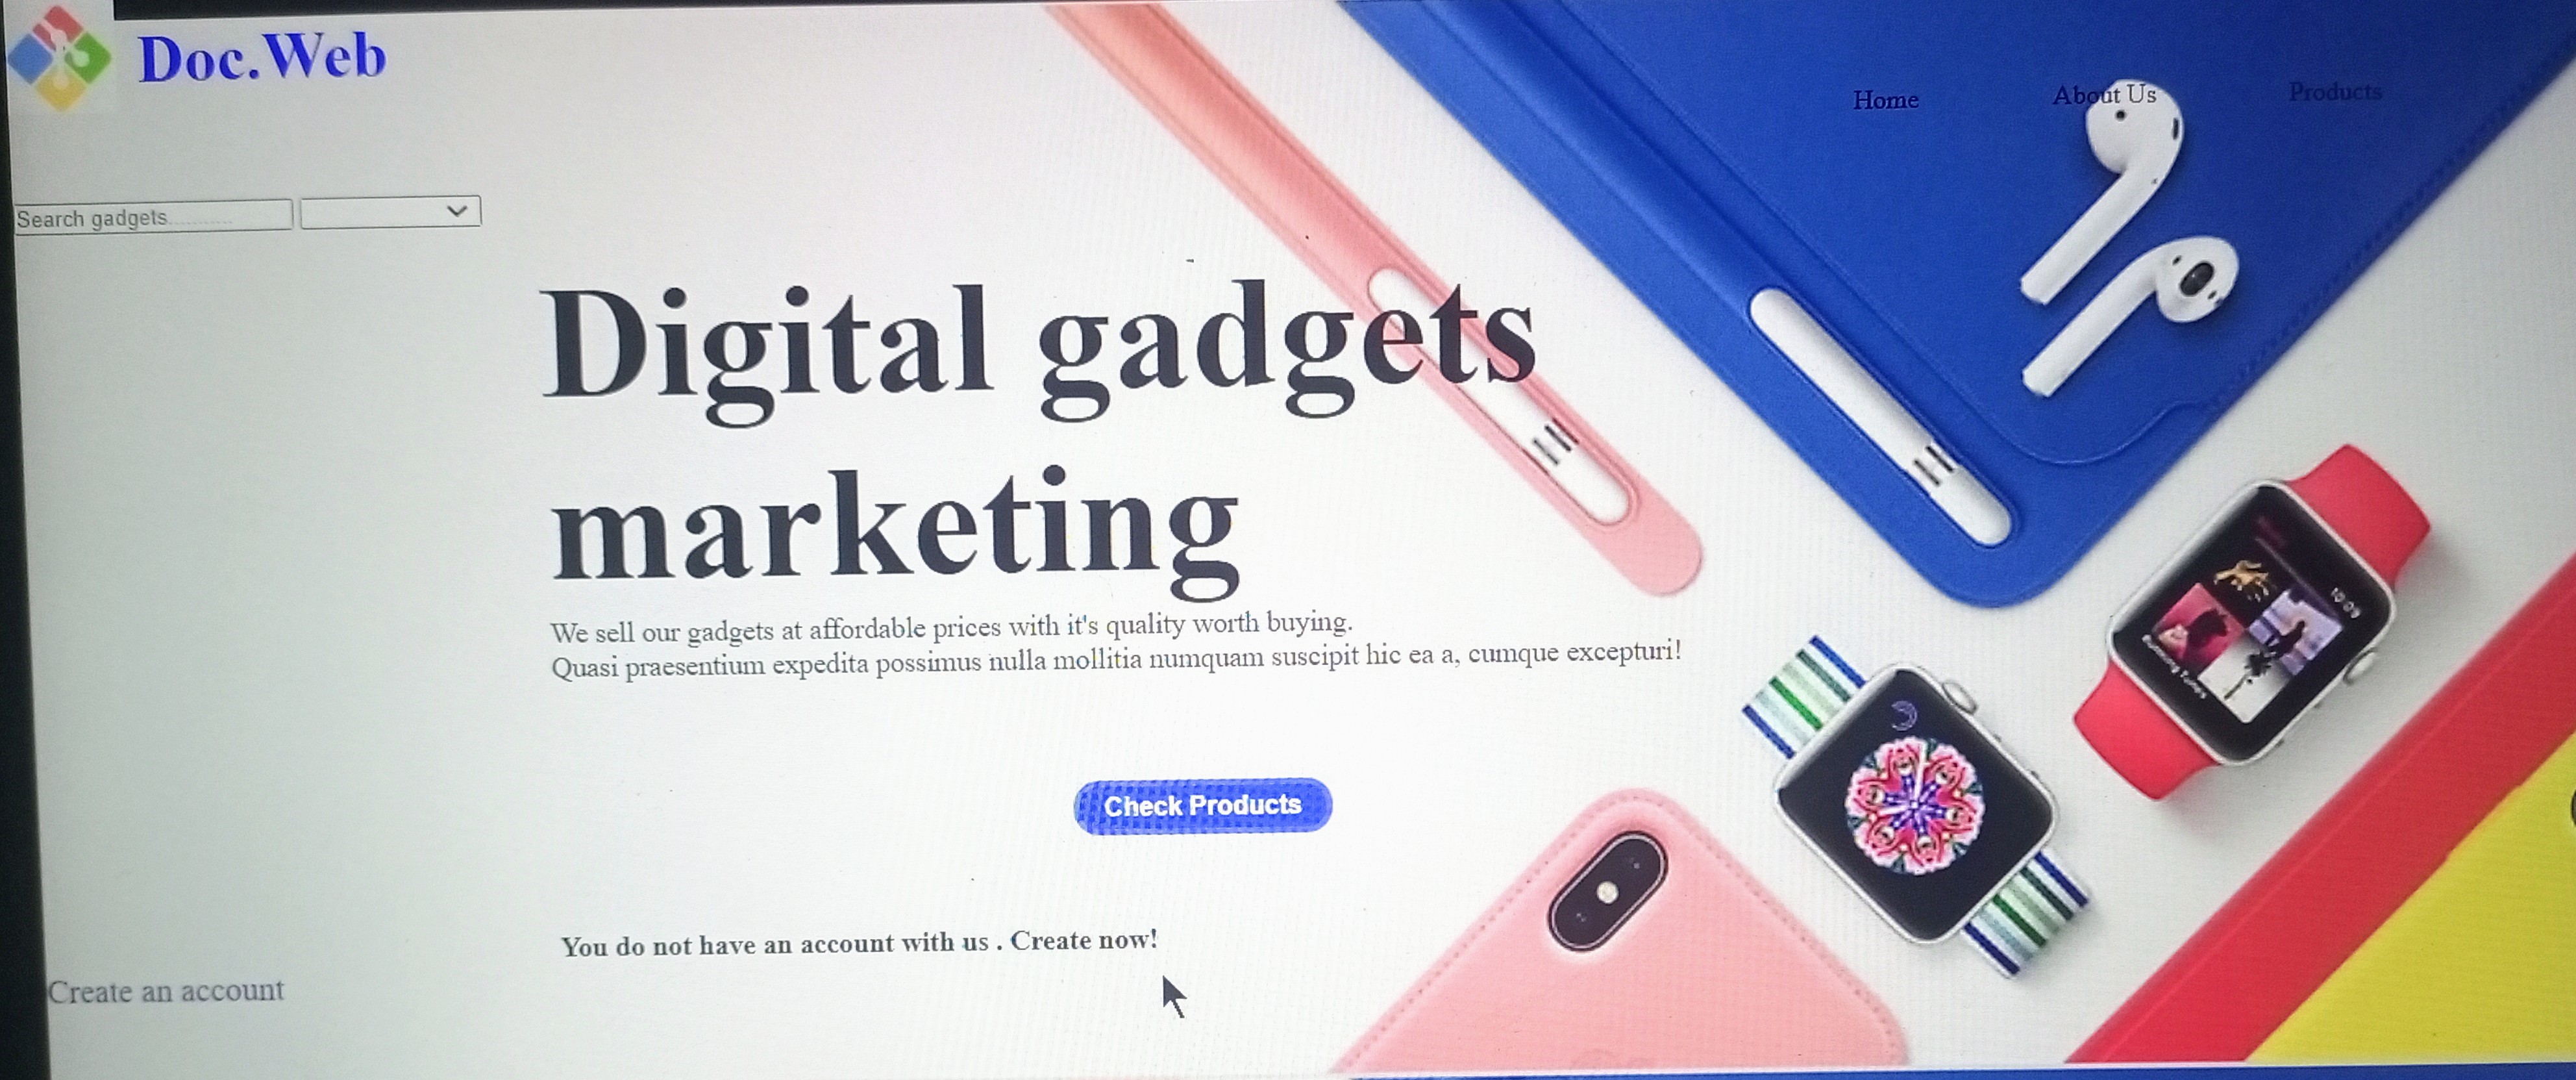 Doc.Web
Home About Us Products
Search gadgets............
Digital gadgets
marketing
We sell our gadgets at affordable prices with it's quality worth buying.
Quasi praesentium expedita possimus nulla mollitia numquam suscipit hic ea a, cumque excepturi!
10:09
Check Products
You do not have an account with us . Create now!
Create an account